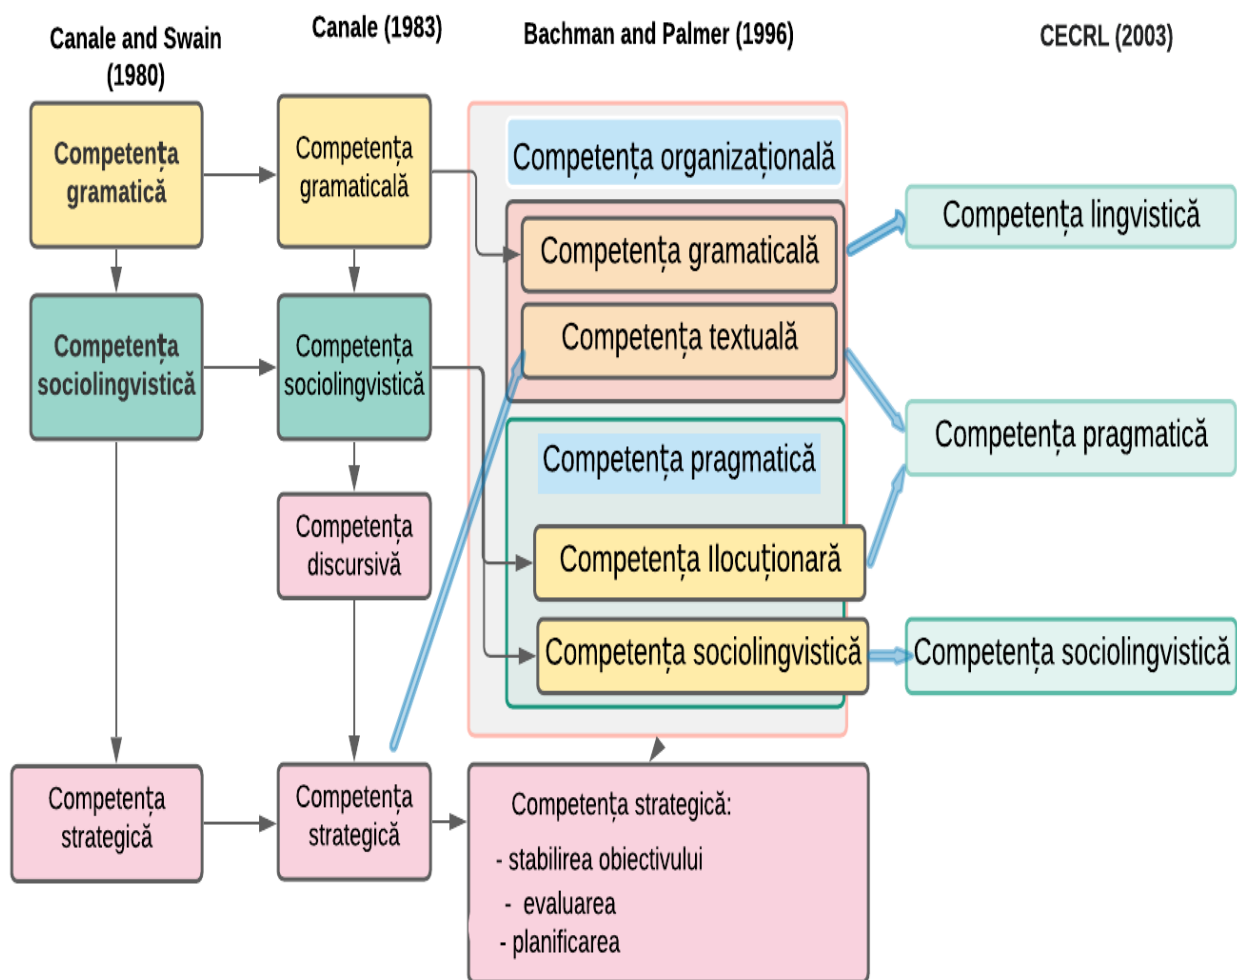 Canale and Swain
(1980)
Canale (1983)
Bachman and Palmer (1996)
CECRL (2003)
Competența
gramatică
Competența
sociolingvistică
Competența
strategică
Competența
gramaticală
Competența
sociolingvistică
Competența
discursivă
Competența
strategică
Competența organizațională
Competența gramaticală
Competența textuală
Competența pragmatică
Competența Ilocuționară
Competența sociolingvistică
Competența strategică:
- stabilirea obiectivului
- evaluarea
- planificarea
Competența lingvistică
Competența pragmatică
Competența sociolingvistică